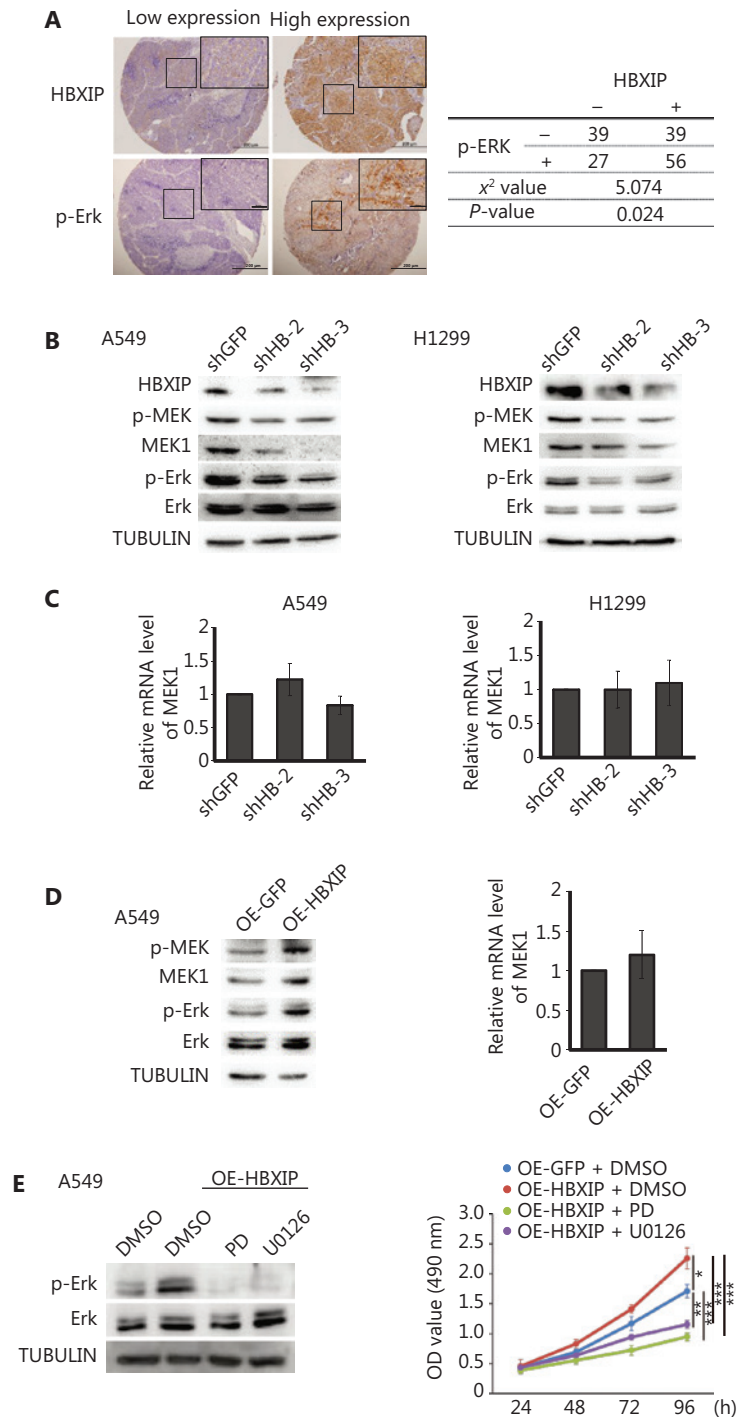 A
Low expression High expression
HBXIP
p-Erk
HBXIP
− +
p-ERK − 39 39
+ 27 56
x² value 5.074
P-value 0.024
B
A549
shGFP shHB-2 shHB-3
HBXIP
p-MEK
MEK1
p-Erk
Erk
TUBULIN
H1299
shGFP shHB-2 shHB-3
HBXIP
p-MEK
MEK1
p-Erk
Erk
TUBULIN
C
A549
Relative mRNA level
of MEK1
2
1.5
1
0.5
0
shGFP shHB-2 shHB-3
H1299
Relative mRNA level
of MEK1
2
1.5
1
0.5
0
shGFP shHB-2 shHB-3
D
A549
OE-GFP OE-HBXIP
p-MEK
MEK1
p-Erk
Erk
TUBULIN
Relative mRNA level
of MEK1
2
1.5
1
0.5
0
OE-GFP OE-HBXIP
E
A549
OE-HBXIP
DMSO DMSO PD U0126
p-Erk
Erk
TUBULIN
OE-GFP + DMSO
OE-HBXIP + DMSO
OE-HBXIP + PD
OE-HBXIP + U0126
OD value (490 nm)
3.0
2.5
2.0
1.5
1.0
0.5
0
24 48 72 96 (h)
*
**
***
***
***